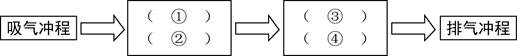 吸气冲程
( ① )
( ② )
( ③ )
( ④ )
排气冲程